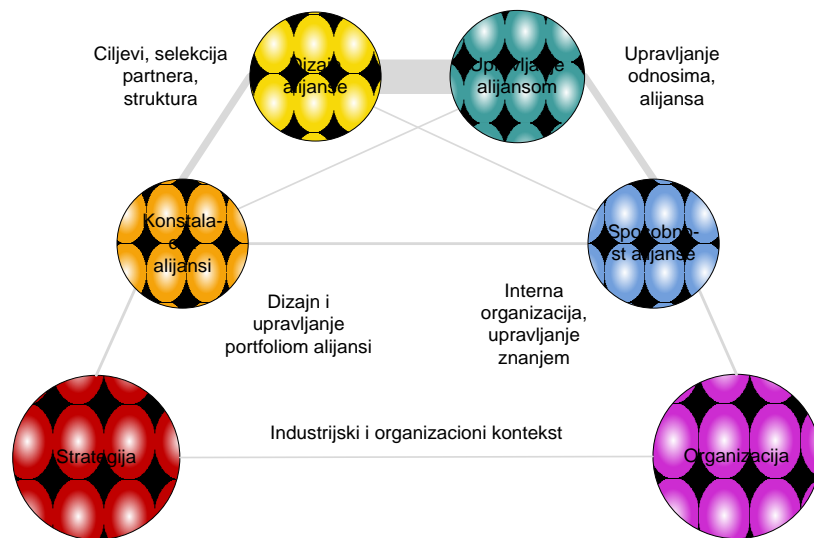 Ciljevi, selekcija
partnera,
struktura
Dizajn
alijanse
Upravljanje
alijansom
Upravljanje
odnosima,
alijansa
Konstala-
alijansi
Sposobno-
st alijanse
Dizajn i
upravljanje
portfoliom alijansi
Interna
organizacija,
upravljanje
znanjem
Strategija
Industrijski i organizacioni kontekst
Organizacija